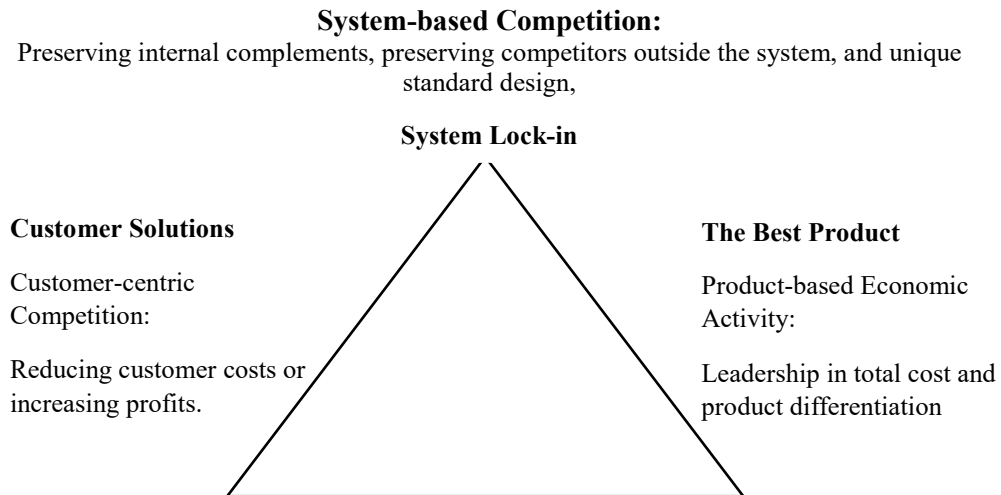 System-based Competition:
Preserving internal complements, preserving competitors outside the system, and unique
standard design,
System Lock-in
Customer Solutions
Customer-centric
Competition:
Reducing customer costs or
increasing profits.
The Best Product
Product-based Economic
Activity:
Leadership in total cost and
product differentiation